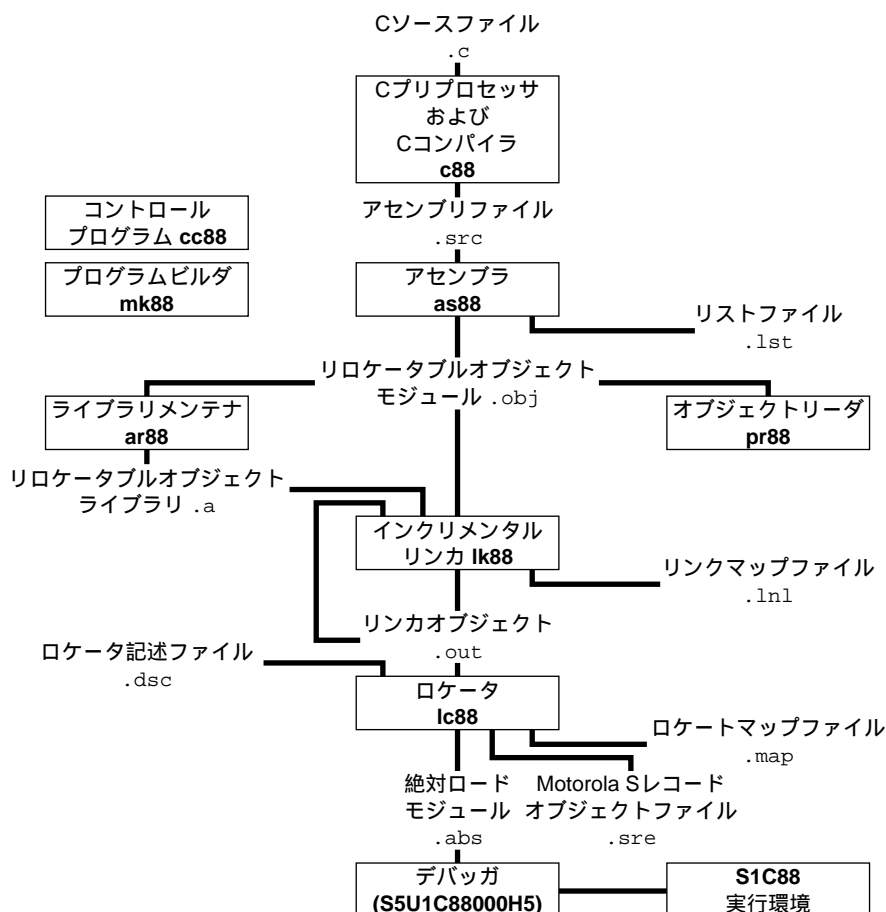 Cソースファイル
.c
Cプリプロセッサ
および
Cコンパイラ
c88
アセンブリファイル
.src
コントロール
プログラム cc88
プログラムビルダ
mk88
アセンブラ
as88
リストファイル
.lst
リロケータブルオブジェクト
モジュール .obj
ライブラリメンテナ
ar88
オブジェクトリーダ
pr88
リロケータブルオブジェクト
ライブラリ .a
インクリメンタル
リンカ lk88
リンクマップファイル
.lnl
リンカオブジェクト
.out
ロケータ記述ファイル
.dsc
ロケータ
lc88
ロケートマップファイル
.map
絶対ロード
モジュール
.abs
Motorola Sレコード
オブジェクトファイル
.sre
デバッガ
(S5U1C88000H5)
S1C88
実行環境